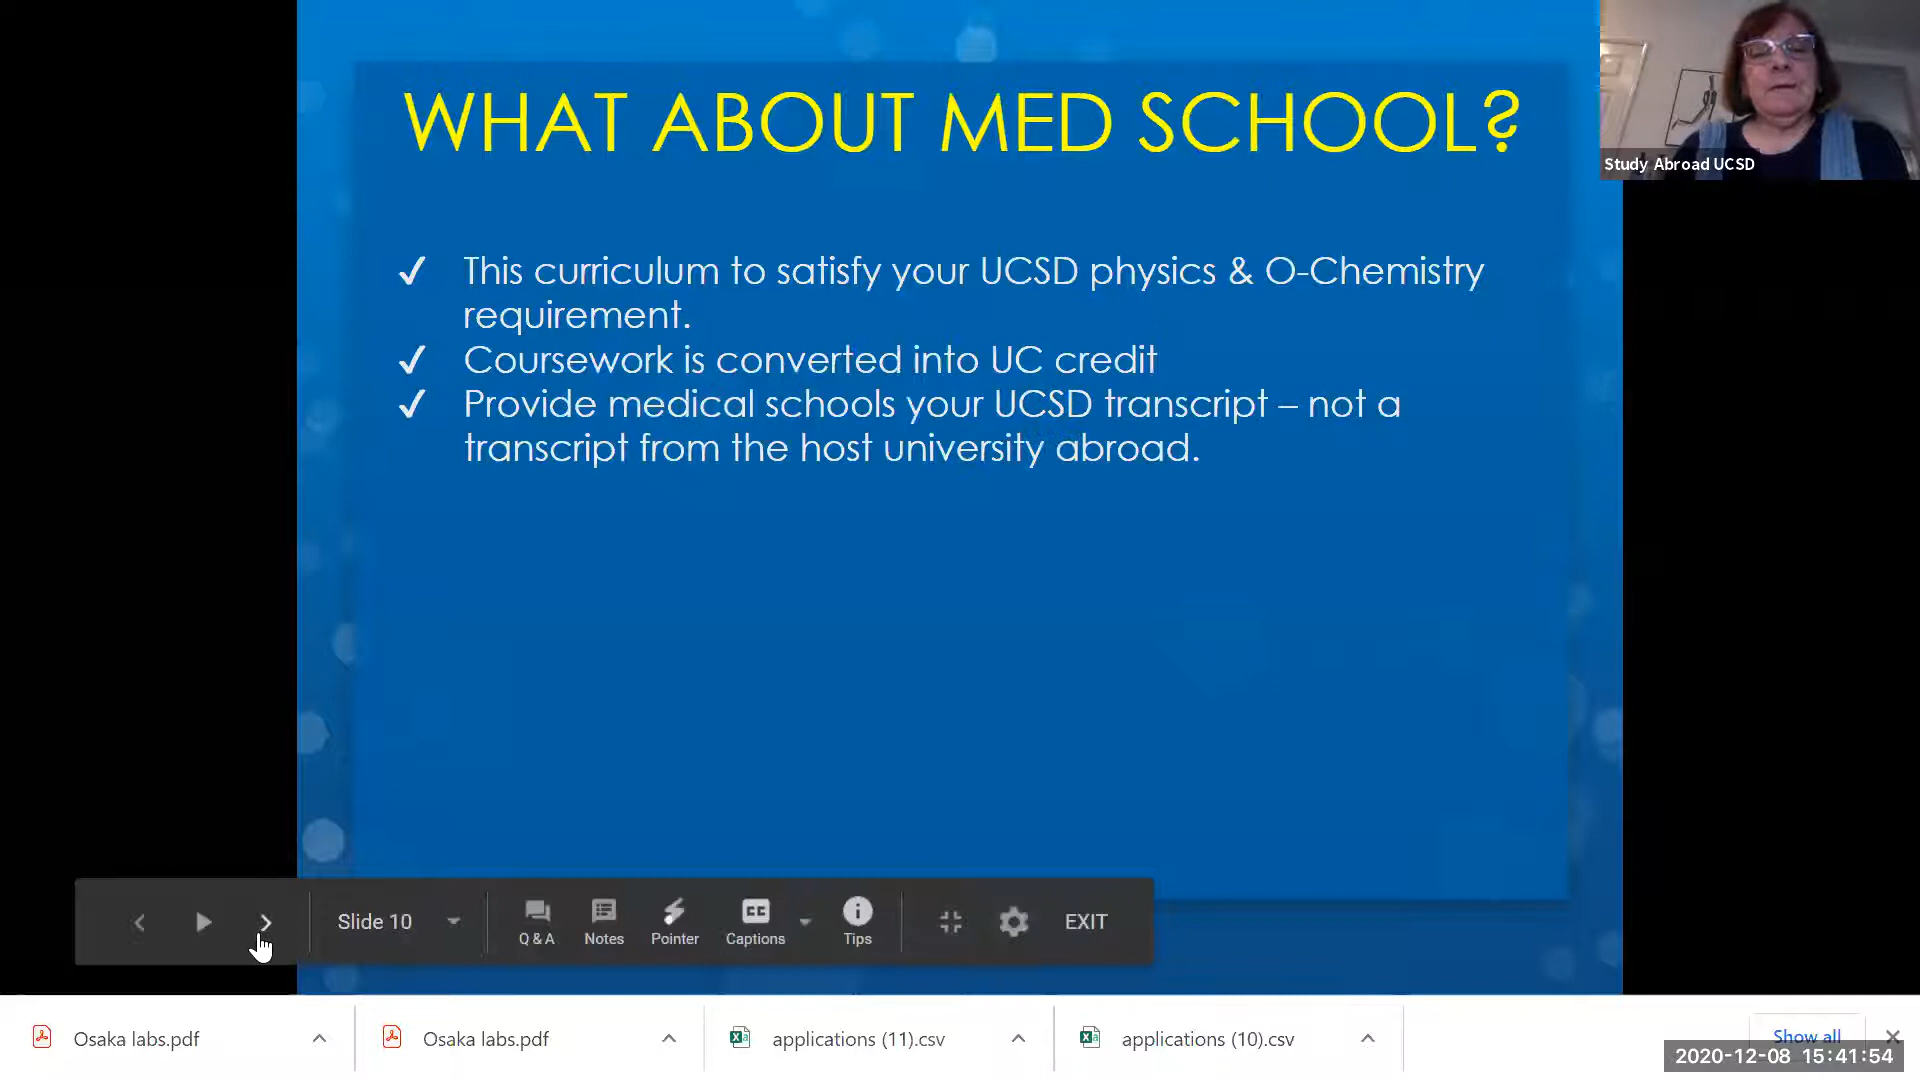 WHAT ABOUT MED SCHOOL?
Study Abroad UCSD
✓ This curriculum to satisfy your UCSD physics & O-Chemistry
requirement.
✓ Coursework is converted into UC credit
✓ Provide medical schools your UCSD transcript – not a
transcript from the host university abroad.
Slide 10
Q & A
Notes
Pointer
CC
Captions
Tips
EXIT
Osaka labs.pdf
Osaka labs.pdf
applications (11).csv
applications (10).csv
Show all
2020-12-08 15:41:54